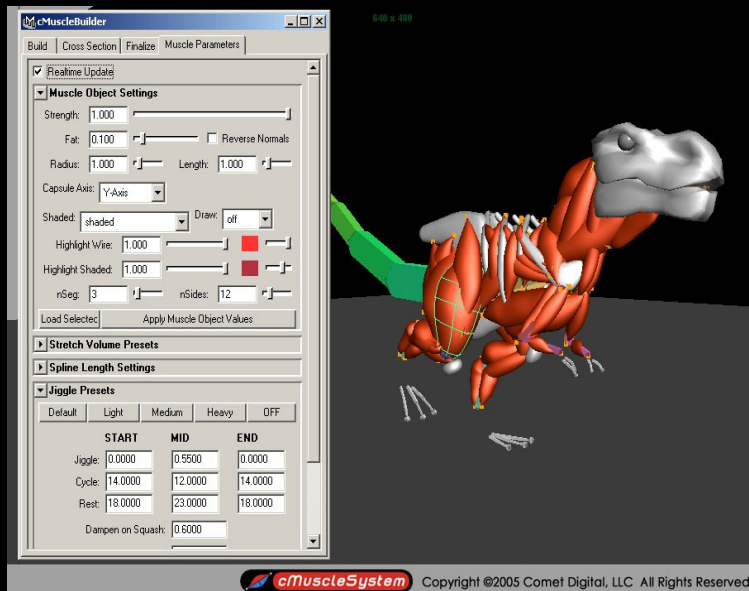 cMuscleBuilder
640 x 480
Build Cross Section Finalize Muscle Parameters
Realtime Update
Muscle Object Settings
Strength: 1.000
Fat: 0.100 Reverse Normals
Radius: 1.000 Length: 1.000
Capsule Axis: Y-Axis
Shaded: shaded Draw: off
Highlight Wire: 1.000
Highlight Shaded: 1.000
nSeg: 3 nSides: 12
Load Selectec Apply Muscle Object Values
Stretch Volume Presets
Spline Length Settings
Jiggle Presets
Default Light Medium Heavy OFF
START MID END
Jiggle: 0.0000 0.5500 0.0000
Cycle: 14.0000 12.0000 14.0000
Rest: 18.0000 23.0000 18.0000
Dampen on Squash: 0.6000
cMuscleSystem Copyright ©2005 Comet Digital, LLC All Rights Reserved